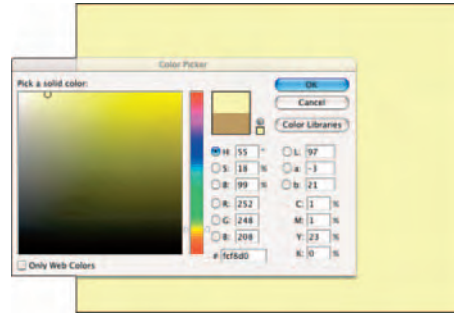 Color Picker
Pick a solid color:
OK
Cancel
Color Libraries
H: 55 °
S: 18 %
B: 99 %
R: 252
G: 248
B: 208
# fcf8d0
L: 97
a: -3
b: 21
C: 1 %
M: 1 %
Y: 23 %
K: 0 %
Only Web Colors